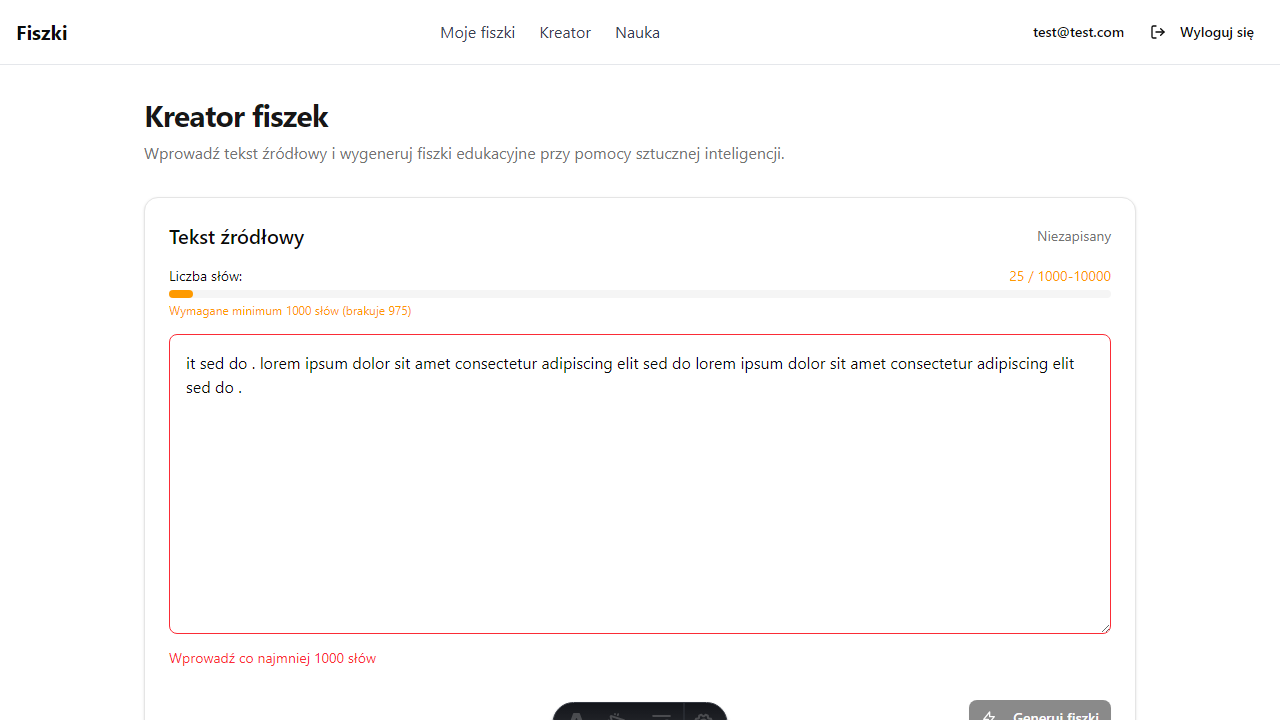 Fiszki
Moje fiszki
Kreator
Nauka
test@test.com
Wyloguj się
Kreator fiszek
Wprowadź tekst źródłowy i wygeneruj fiszki edukacyjne przy pomocy sztucznej inteligencji.
Tekst źródłowy
Niezapisany
Liczba słów:
25 / 1000-10000
Wymagane minimum 1000 słów (brakuje 975)
it sed do . lorem ipsum dolor sit amet consectetur adipiscing elit sed do lorem ipsum dolor sit amet consectetur adipiscing elit
sed do .
Wprowadź co najmniej 1000 słów
Generuj fiszki